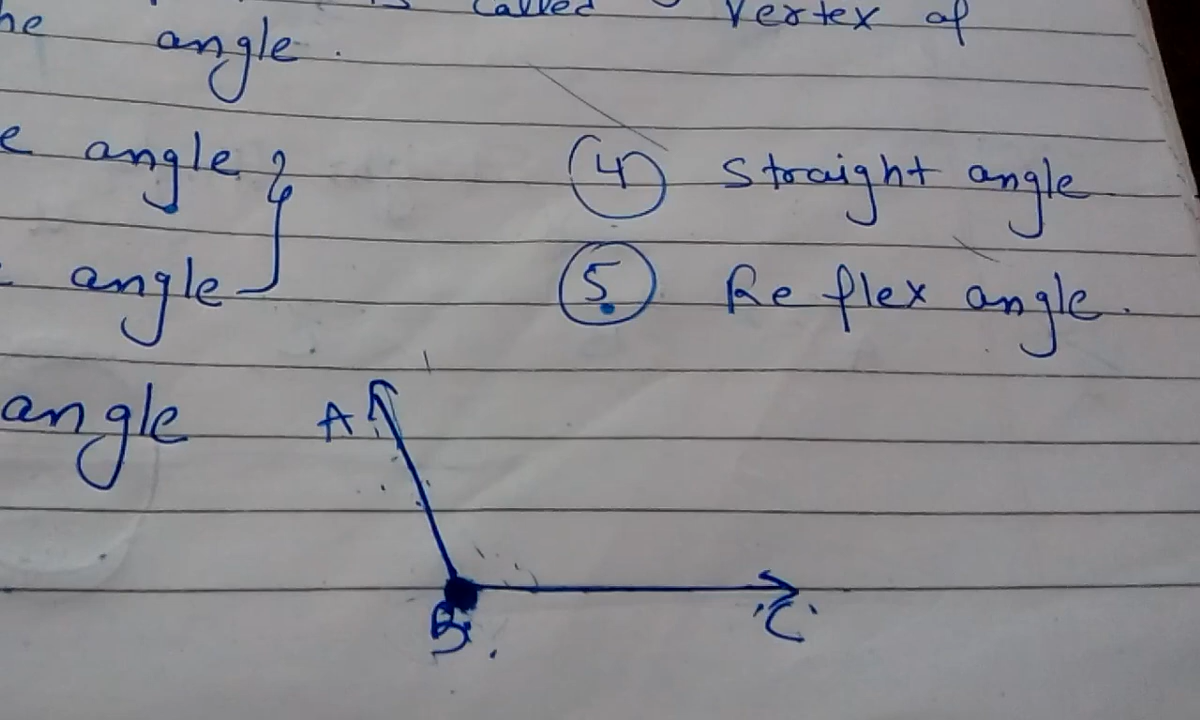 called Vertex of
he angle.
e angle 4 Straight angle
angle 5. Reflex angle.
angle A
B C